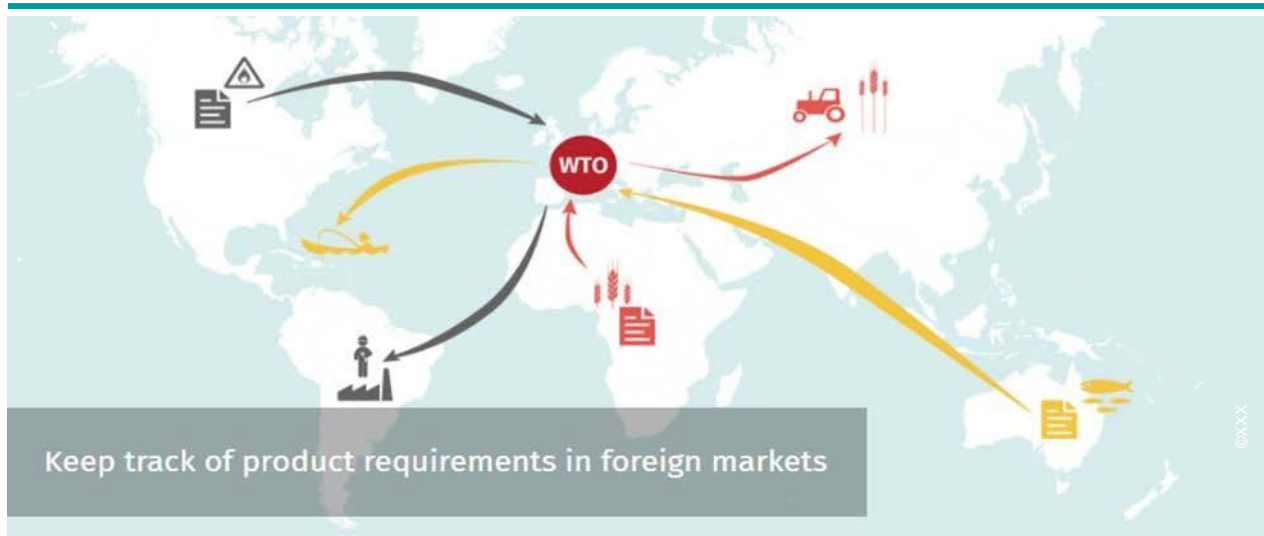 WTO
Keep track of product requirements in foreign markets
©XXX